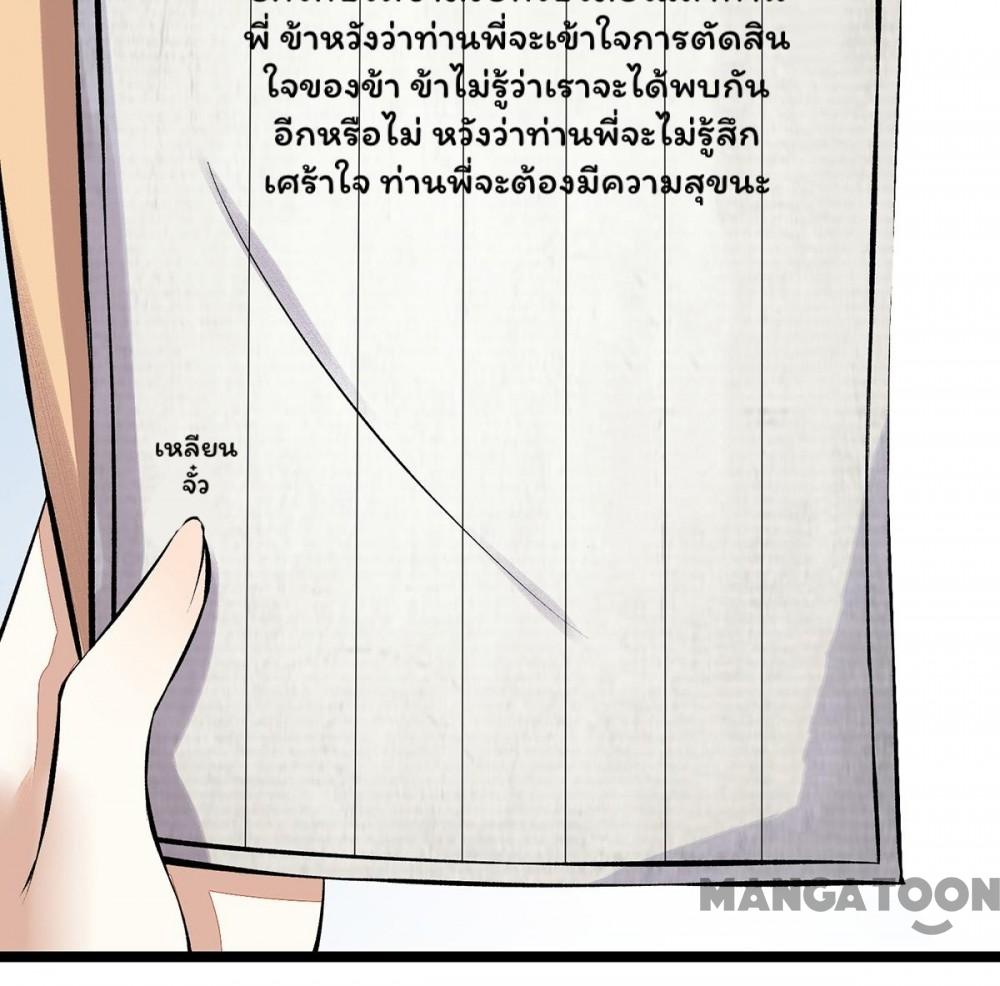 พี่ ข้าหวังว่าท่านพี่จะเข้าใจการตัดสิน
ใจของข้า ข้าไม่รู้ว่าเราจะได้พบกัน
อีกหรือไม่ หวังว่าท่านพี่จะไม่รู้สึก
เศร้าใจ ท่านพี่จะต้องมีความสุขนะ
เหลียน
จั๋ว
MANGATOON